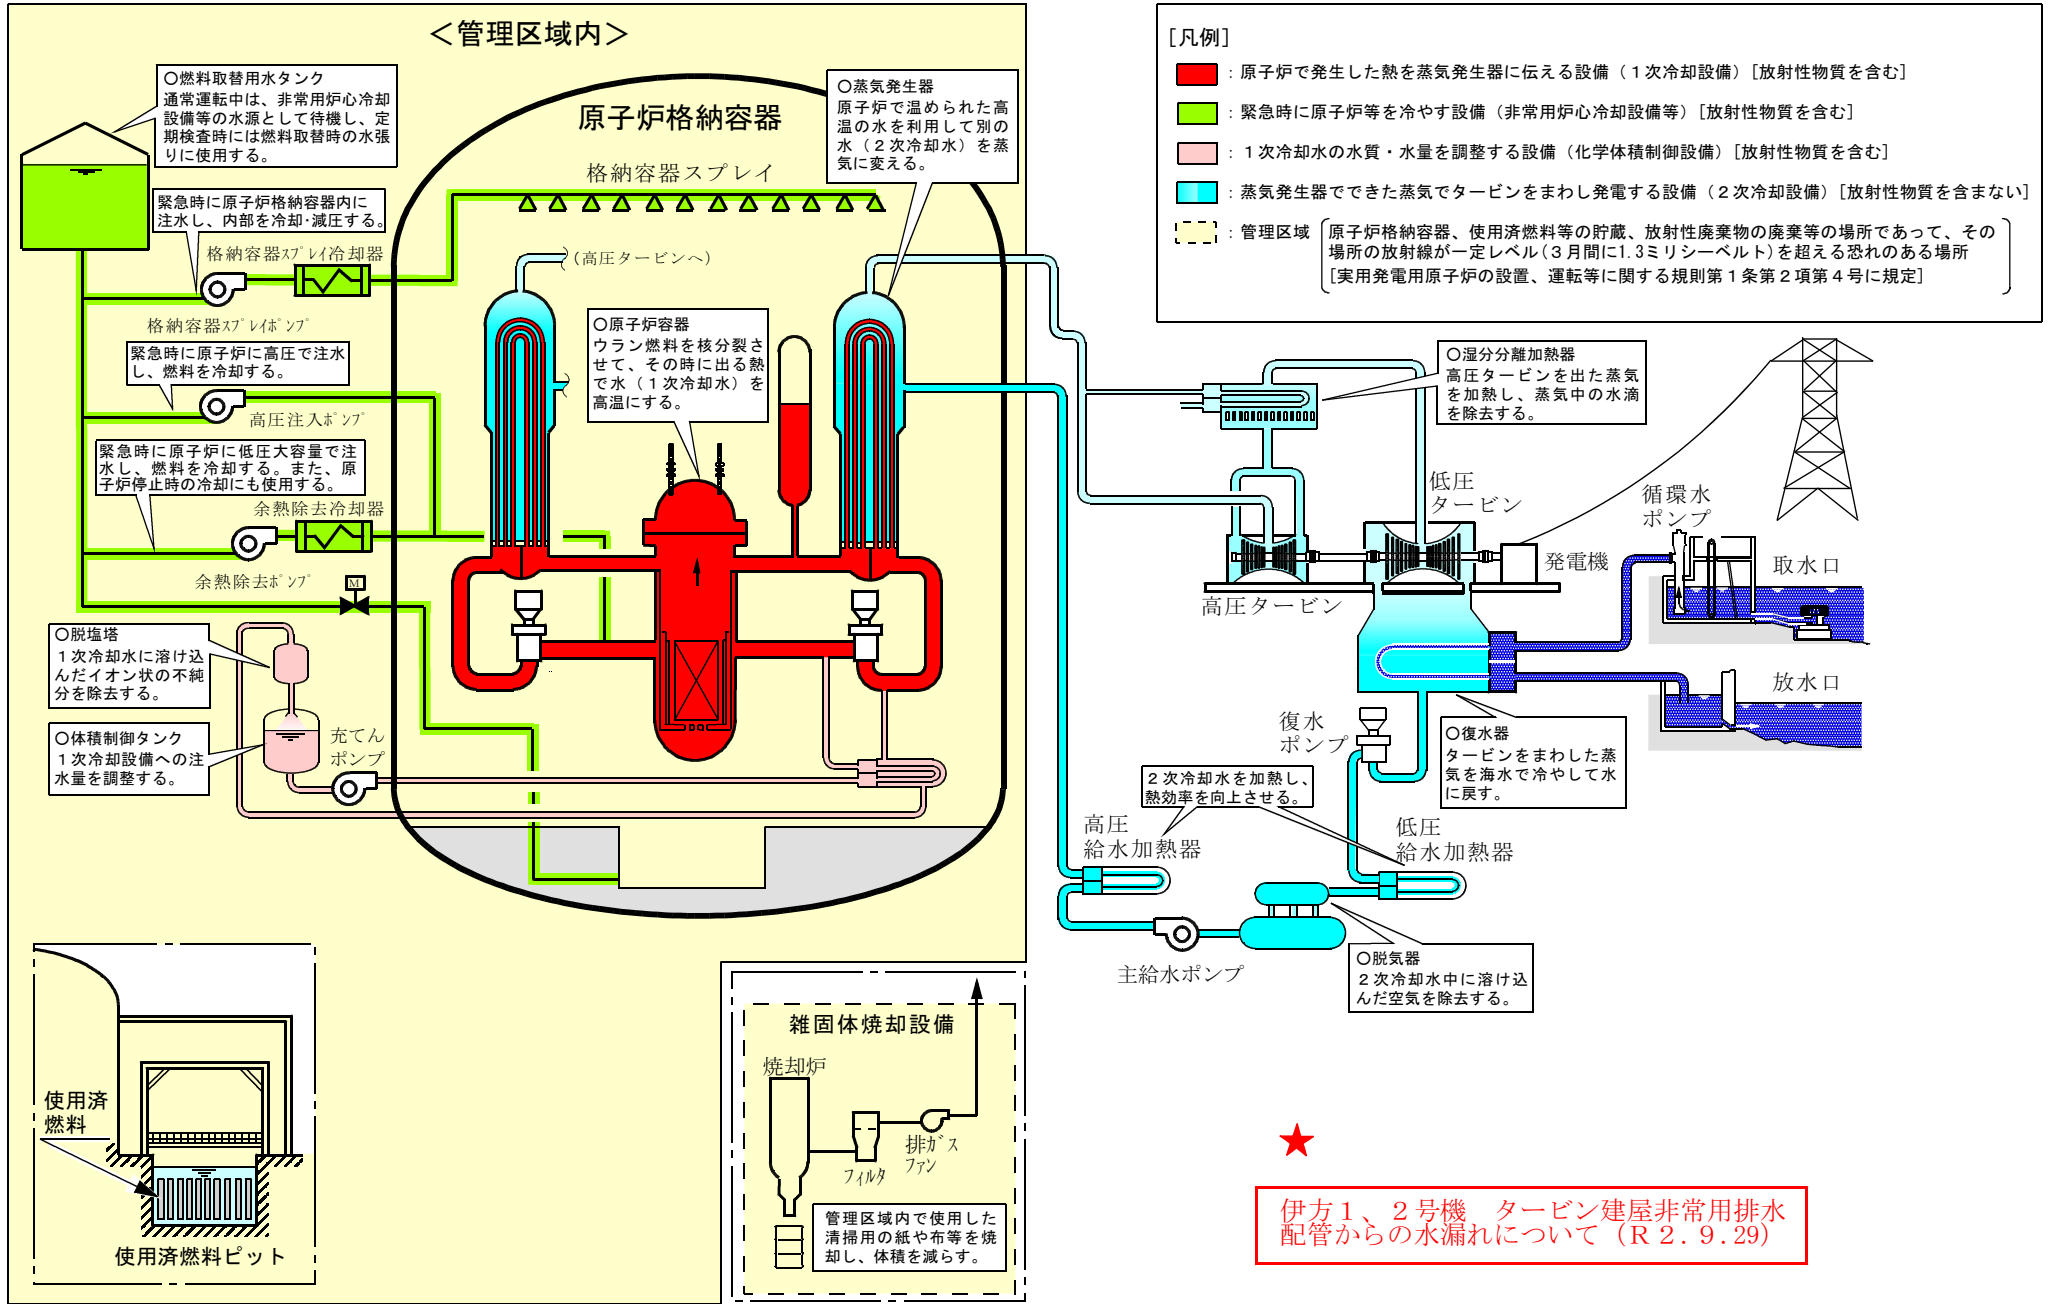 ＜管理区域内＞
○燃料取替用水タンク
通常運転中は、非常用炉心冷却
設備等の水源として待機し、定
期検査時には燃料取替時の水張
りに使用する。
緊急時に原子炉格納容器内に
注水し、内部を冷却･減圧する。
格納容器ｽﾌﾟﾚｲ冷却器
格納容器ｽﾌﾟﾚｲﾎﾟﾝﾌﾟ
緊急時に原子炉に高圧で注水
し、燃料を冷却する。
高圧注入ﾎﾟﾝﾌﾟ
緊急時に原子炉に低圧大容量で注
水し、燃料を冷却する。また、原
子炉停止時の冷却にも使用する。
余熱除去冷却器
余熱除去ﾎﾟﾝﾌﾟ
M
○脱塩塔
１次冷却水に溶け込
んだイオン状の不純
分を除去する。
○体積制御タンク
１次冷却設備への注
水量を調整する。
充てん
ポンプ
原子炉格納容器
格納容器スプレイ
（高圧タービンへ）
○原子炉容器
ウラン燃料を核分裂さ
せて、その時に出る熱
で水（１次冷却水）を
高温にする。
○蒸気発生器
原子炉で温められた高
温の水を利用して別の
水（２次冷却水）を蒸
気に変える。
[凡例]
：原子炉で発生した熱を蒸気発生器に伝える設備（１次冷却設備）[放射性物質を含む]
：緊急時に原子炉等を冷やす設備（非常用炉心冷却設備等）[放射性物質を含む]
：１次冷却水の水質・水量を調整する設備（化学体積制御設備）[放射性物質を含む]
：蒸気発生器でできた蒸気でタービンをまわし発電する設備（２次冷却設備）[放射性物質を含まない]
：管理区域
原子炉格納容器、使用済燃料等の貯蔵、放射性廃棄物の廃棄等の場所であって、その
場所の放射線が一定レベル(３月間に1.3ミリシーベルト)を超える恐れのある場所
[実用発電用原子炉の設置、運転等に関する規則第１条第２項第４号に規定]
○湿分分離加熱器
高圧タービンを出た蒸気
を加熱し、蒸気中の水滴
を除去する。
低圧
タービン
高圧タービン
発電機
循環水
ポンプ
取水口
放水口
復水
ポンプ
○復水器
タービンをまわした蒸
気を海水で冷やして水
に戻す。
２次冷却水を加熱し、
熱効率を向上させる。
高圧
給水加熱器
低圧
給水加熱器
主給水ポンプ
○脱気器
２次冷却水中に溶け込
んだ空気を除去する。
使用済
燃料
使用済燃料ピット
雑固体焼却設備
焼却炉
フィルタ
排ガス
ファン
管理区域内で使用した
清掃用の紙や布等を焼
却し、体積を減らす。
★
伊方１、２号機　タービン建屋非常用排水
配管からの水漏れについて（Ｒ２.９.29）